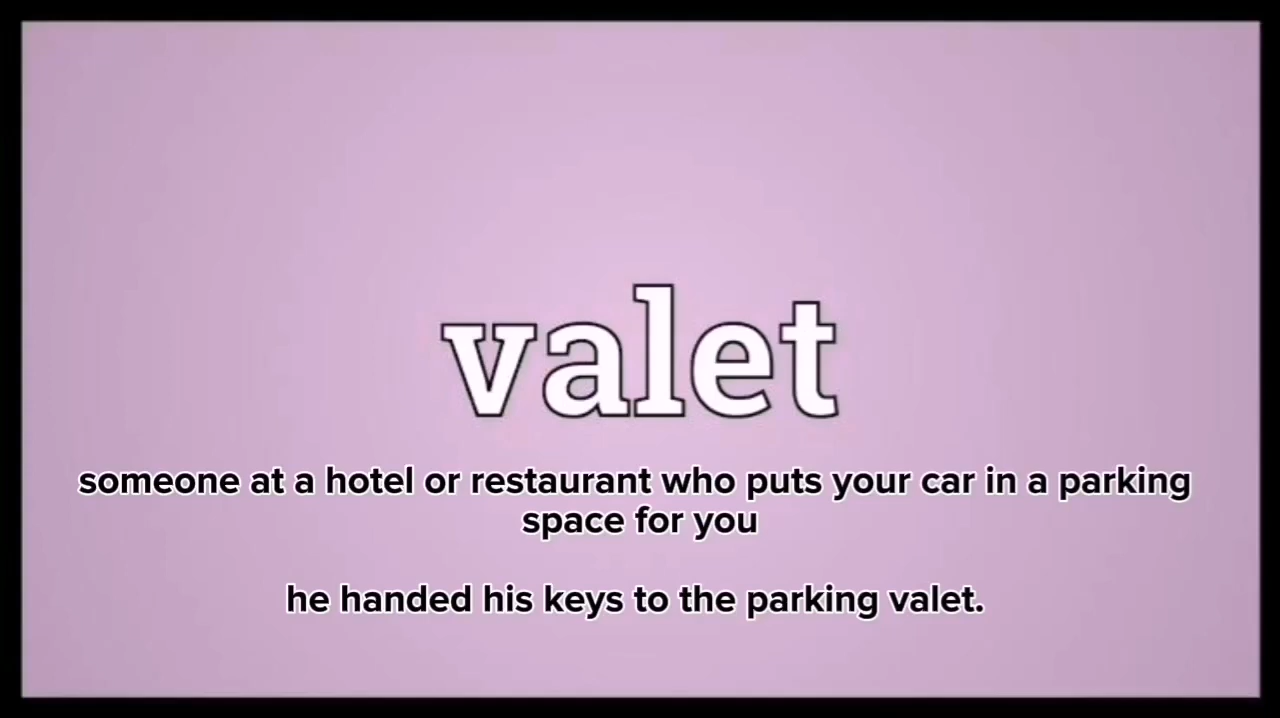 valet
someone at a hotel or restaurant who puts your car in a parking
space for you
he handed his keys to the parking valet.